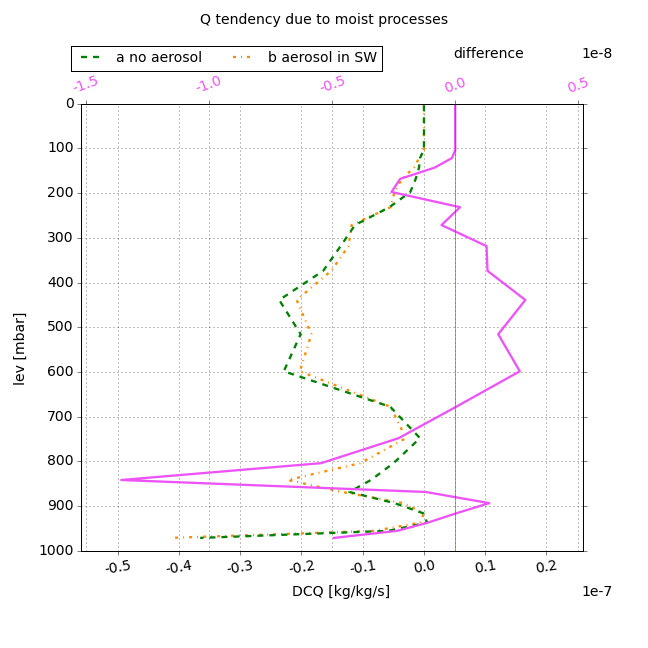 Q tendency due to moist processes
a no aerosol b aerosol in SW difference 1e-8
-1.5 -1.0 -0.5 0.0 0.5
0
100
200
300
400
500
600
700
800
900
1000
lev [mbar]
-0.5 -0.4 -0.3 -0.2 -0.1 0.0 0.1 0.2
DCQ [kg/kg/s] 1e-7